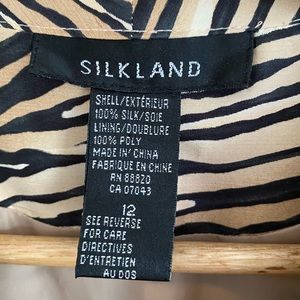 SILKLAND
SHELL/EXTÉRIEUR
100% SILK/SOIE
LINING/DOUBLURE
100% POLY
MADE IN CHINA
FABRIQUE EN CHINE
RN 88820
CA 07043
12
SEE REVERSE
FOR CARE
DIRECTIVES
D'ENTRETIEN
AU DOS